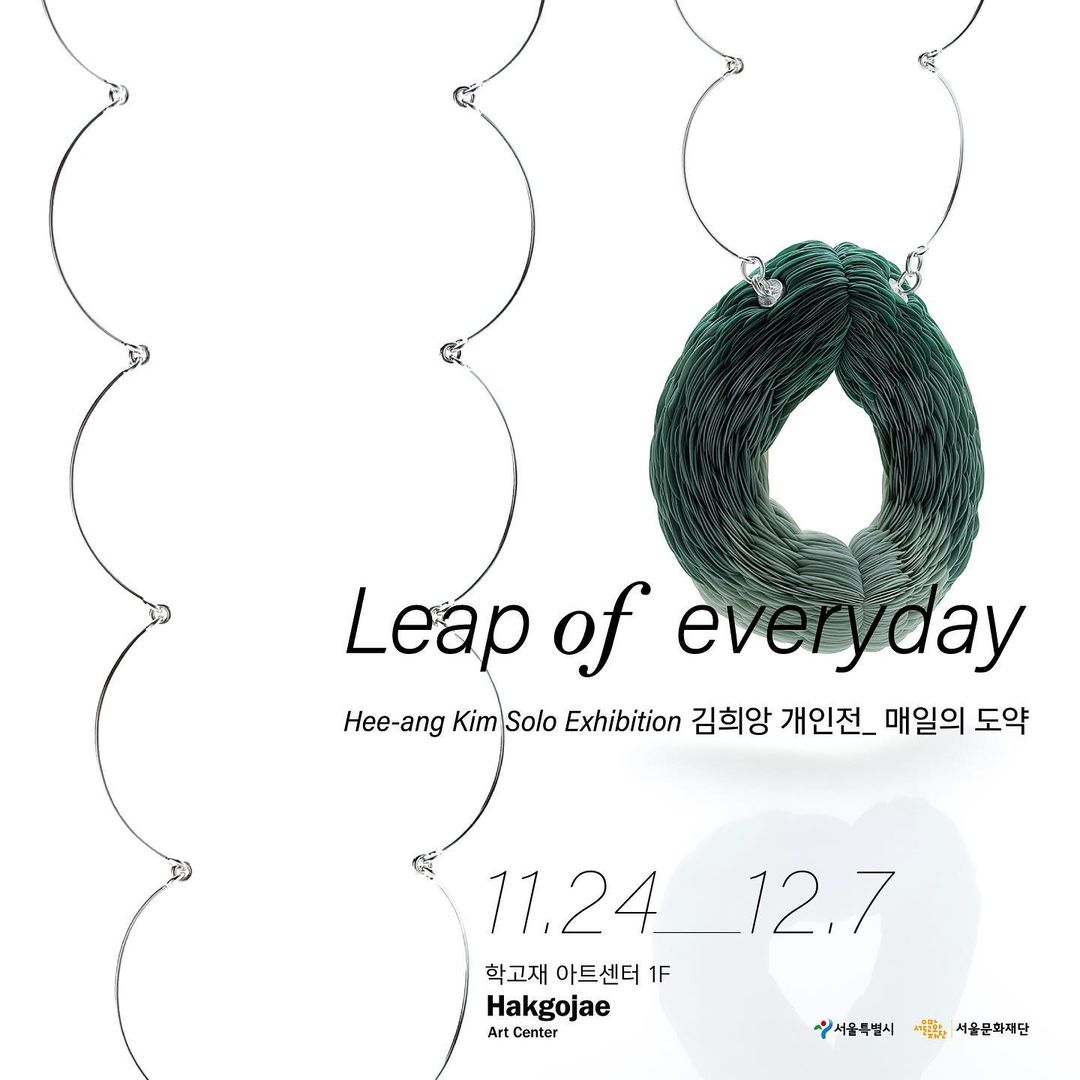 Leap of everyday
Hee-ang Kim Solo Exhibition 김희앙 개인전_ 매일의 도약
11.24__12.7
학고재 아트센터 1F
Hakgojae
Art Center
서울특별시
서울문화재단